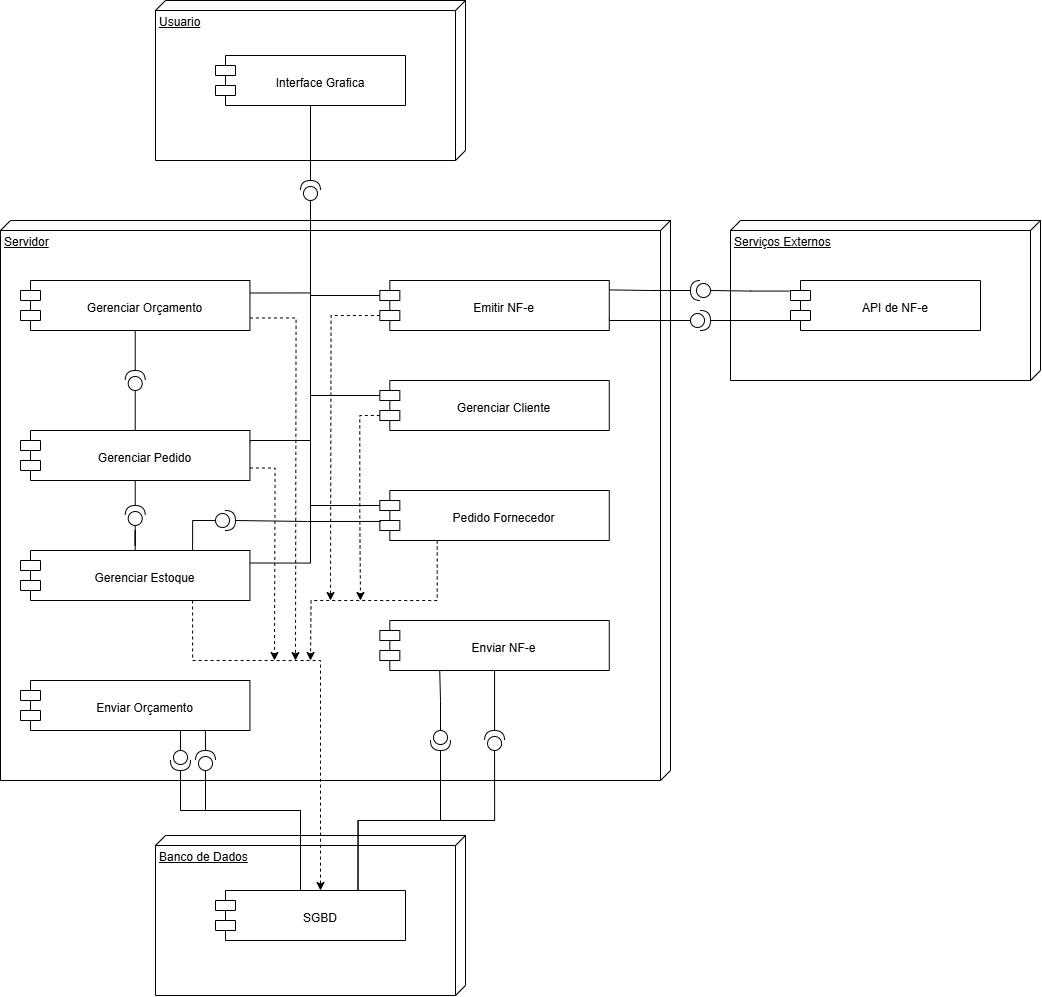 Usuario
Interface Grafica
Servidor
Serviços Externos
Gerenciar Orçamento
Emitir NF-e
API de NF-e
Gerenciar Cliente
Gerenciar Pedido
Pedido Fornecedor
Gerenciar Estoque
Enviar NF-e
Enviar Orçamento
Banco de Dados
SGBD